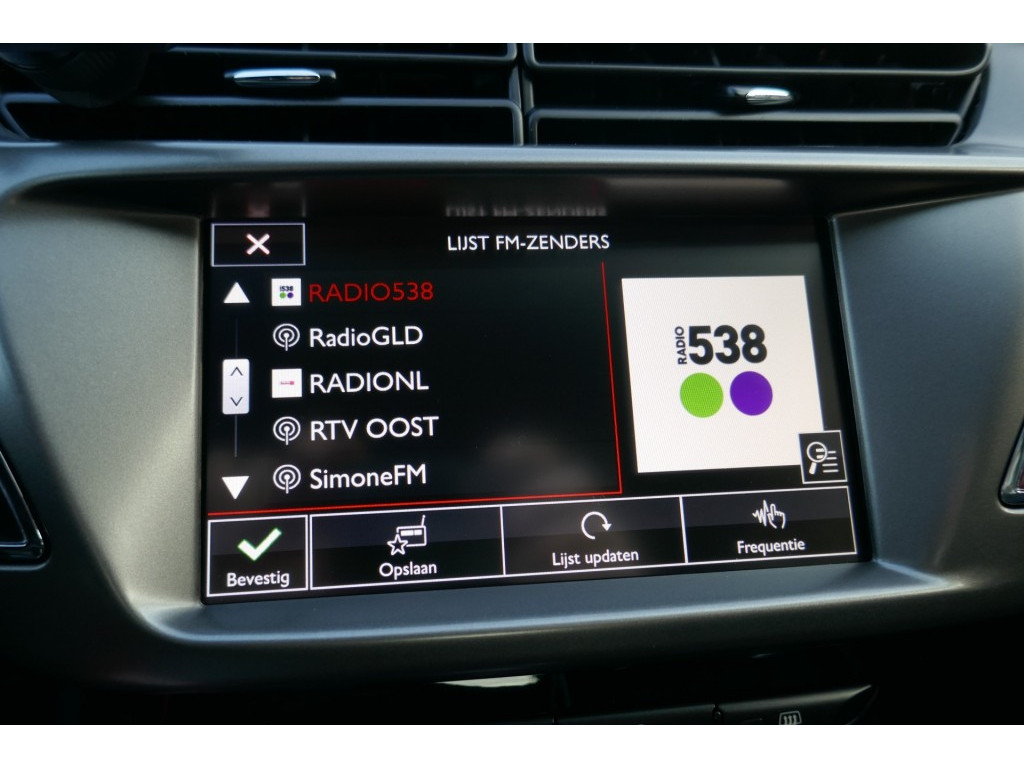 LIJST FM-ZENDERS
RADIO538
RadioGLD
RADIONL
RTV OOST
SimoneFM
RADIO 538
Bevestig
Opslaan
Lijst updaten
Frequentie